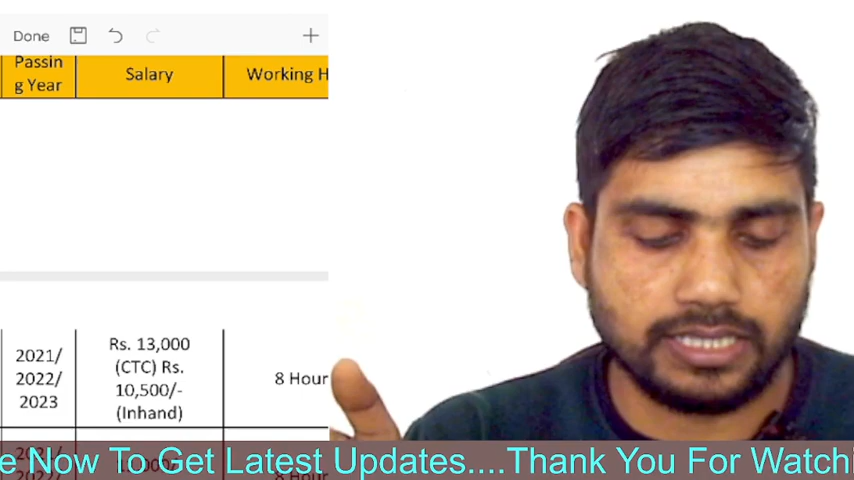 Done
Passin
g Year
Salary
Working H
2021/
2022/
2023
Rs. 13,000
(CTC) Rs.
10,500/-
(Inhand)
8 Hour
e Now To Get Latest Updates....Thank You For Watchi